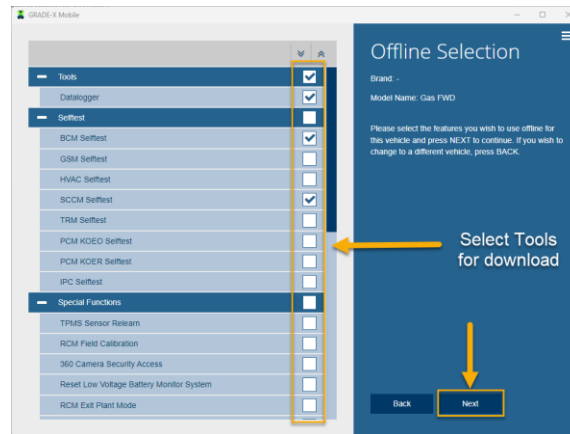 GRADE-X Mobile
Tools
Datalogger
Selftest
BCM Selftest
GSM Selftest
HVAC Selftest
SCCM Selftest
TRM Selftest
PCM KOEO Selftest
PCM KOER Selftest
IPC Selftest
Special Functions
TPMS Sensor Relearn
RCM Field Calibration
360 Camera Security Access
Reset Low Voltage Battery Monitor System
RCM Exit Plant Mode
Offline Selection
Brand: -
Model Name: Gas FWD
Please select the features you wish to use offline for
this vehicle and press NEXT to continue. If you wish to
change to a different vehicle, press BACK.
Select Tools
for download
Back
Next